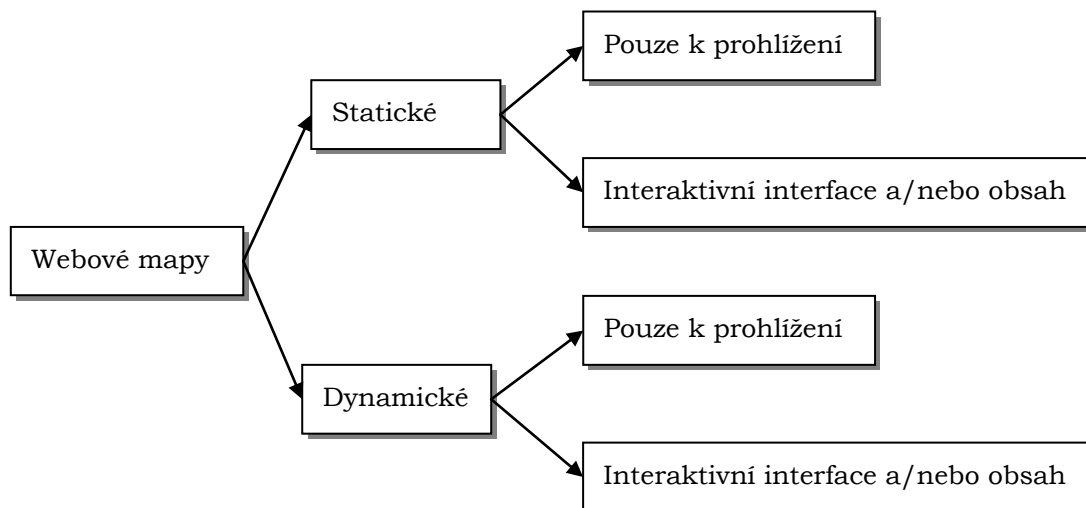 Pouze k prohlížení
Statické
Interaktivní interface a/nebo obsah
Webové mapy
Pouze k prohlížení
Dynamické
Interaktivní interface a/nebo obsah